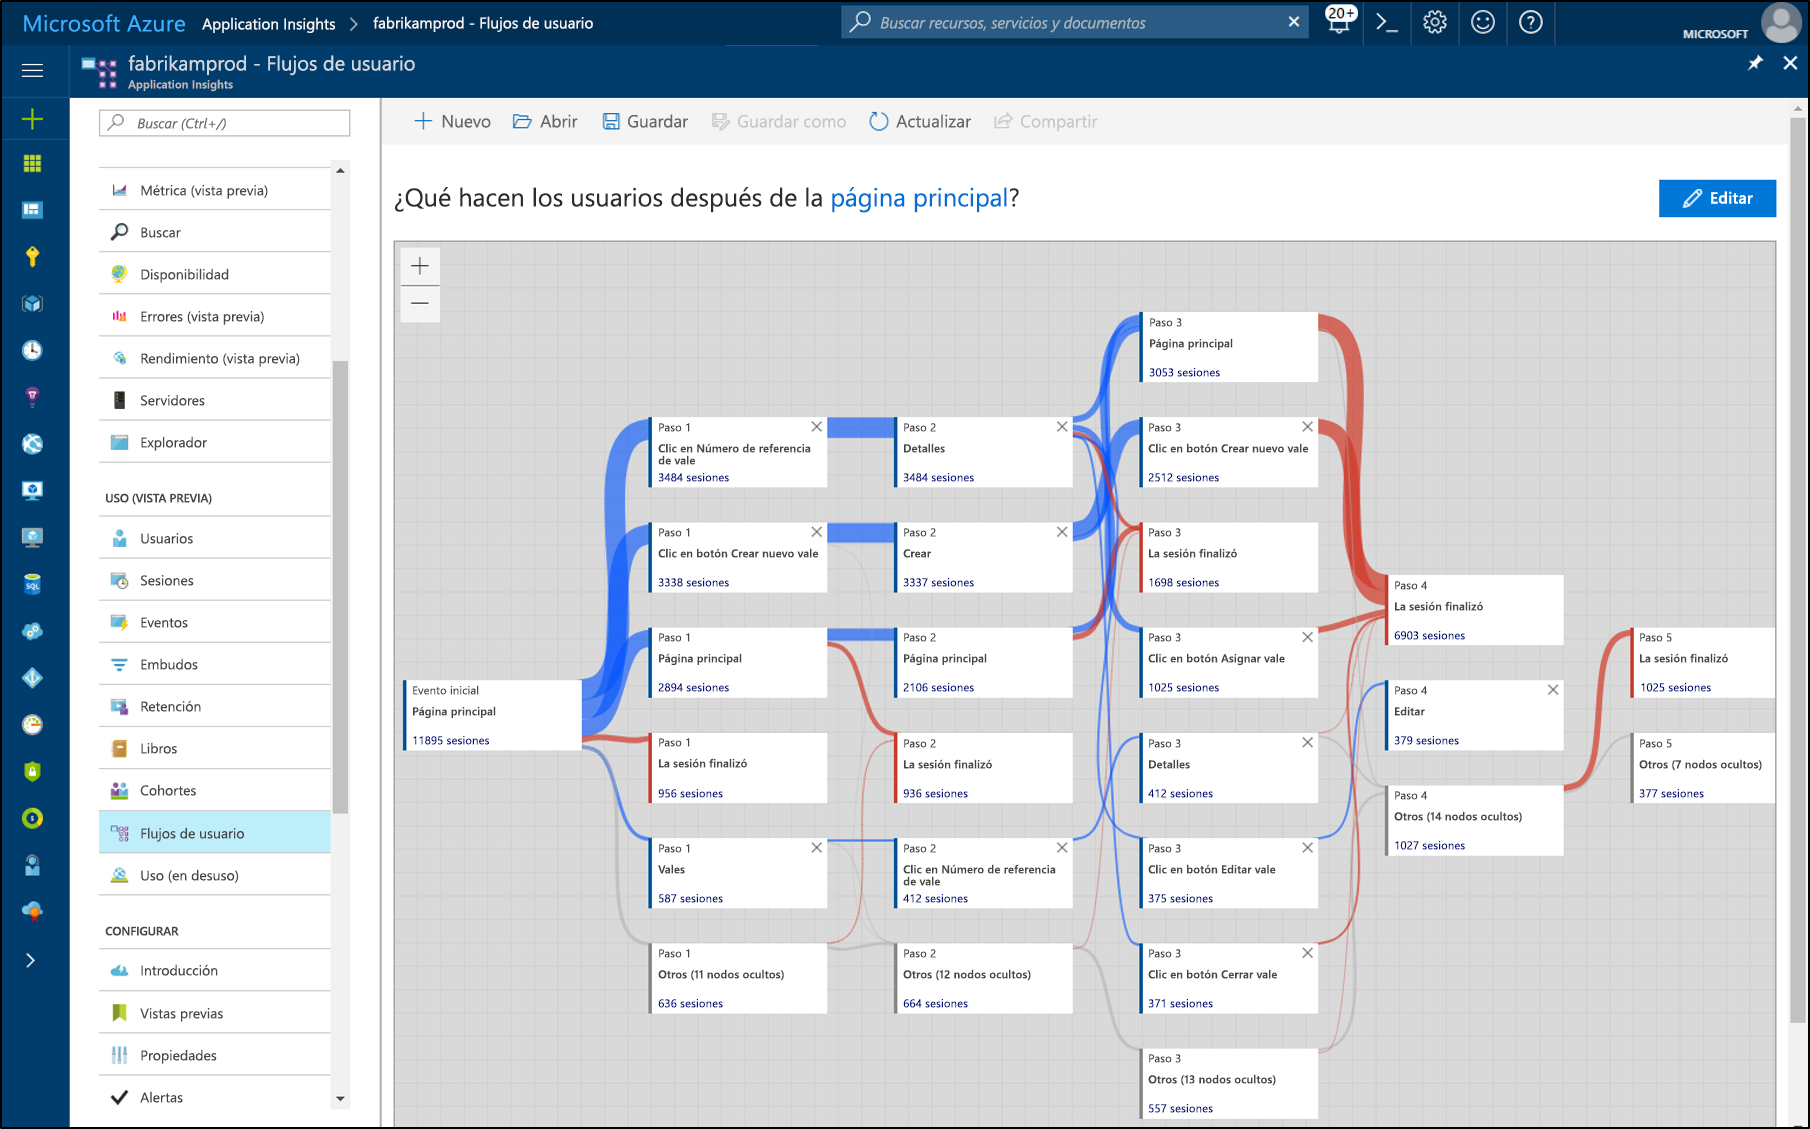 Microsoft Azure Application Insights > fabrikamprod - Flujos de usuario
Buscar recursos, servicios y documentos
20+
MICROSOFT
fabrikamprod - Flujos de usuario
Application Insights
Buscar (Ctrl+/)
Métrica (vista previa)
Buscar
Disponibilidad
Errores (vista previa)
Rendimiento (vista previa)
Servidores
Explorador
USO (VISTA PREVIA)
Usuarios
Sesiones
Eventos
Embudos
Retención
Libros
Cohortes
Flujos de usuario
Uso (en desuso)
CONFIGURAR
Introducción
Vistas previas
Propiedades
Alertas
SQL
Nuevo Abrir Guardar Guardar como Actualizar Compartir
¿Qué hacen los usuarios después de la página principal?
Editar
Evento inicial
Página principal
11895 sesiones
Paso 1
Clic en Número de referencia
de vale
3484 sesiones
Paso 1
Clic en botón Crear nuevo vale
3338 sesiones
Paso 1
Página principal
2894 sesiones
Paso 1
La sesión finalizó
956 sesiones
Paso 1
Vales
587 sesiones
Paso 1
Otros (11 nodos ocultos)
636 sesiones
Paso 2
Detalles
3484 sesiones
Paso 2
Crear
3337 sesiones
Paso 2
Página principal
2106 sesiones
Paso 2
La sesión finalizó
936 sesiones
Paso 2
Clic en Número de referencia
de vale
412 sesiones
Paso 2
Otros (12 nodos ocultos)
664 sesiones
Paso 3
Página principal
3053 sesiones
Paso 3
Clic en botón Crear nuevo vale
2512 sesiones
Paso 3
La sesión finalizó
1698 sesiones
Paso 3
Clic en botón Asignar vale
1025 sesiones
Paso 3
Detalles
412 sesiones
Paso 3
Clic en botón Editar vale
375 sesiones
Paso 3
Clic en botón Cerrar vale
371 sesiones
Paso 3
Otros (13 nodos ocultos)
557 sesiones
Paso 4
La sesión finalizó
6903 sesiones
Paso 4
Editar
379 sesiones
Paso 4
Otros (14 nodos ocultos)
1027 sesiones
Paso 5
La sesión finalizó
1025 sesiones
Paso 5
Otros (7 nodos ocultos)
377 sesiones